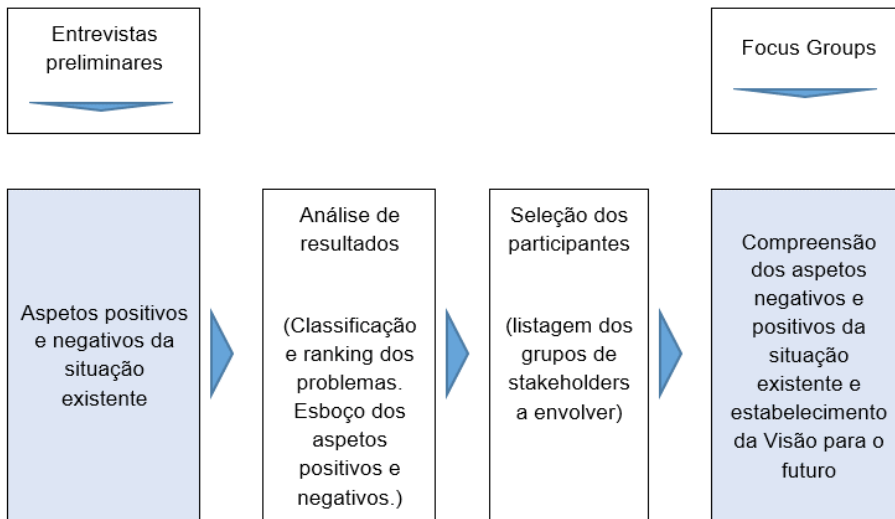 Entrevistas
preliminares
Focus Groups
Aspetos positivos
e negativos da
situação
existente
Análise de
resultados
(Classificação
e ranking dos
problemas.
Esboço dos
aspetos
positivos e
negativos.)
Seleção dos
participantes
(listagem dos
grupos de
stakeholders
a envolver)
Compreensão
dos aspetos
negativos e
positivos da
situação
existente e
estabelecimento
da Visão para o
futuro